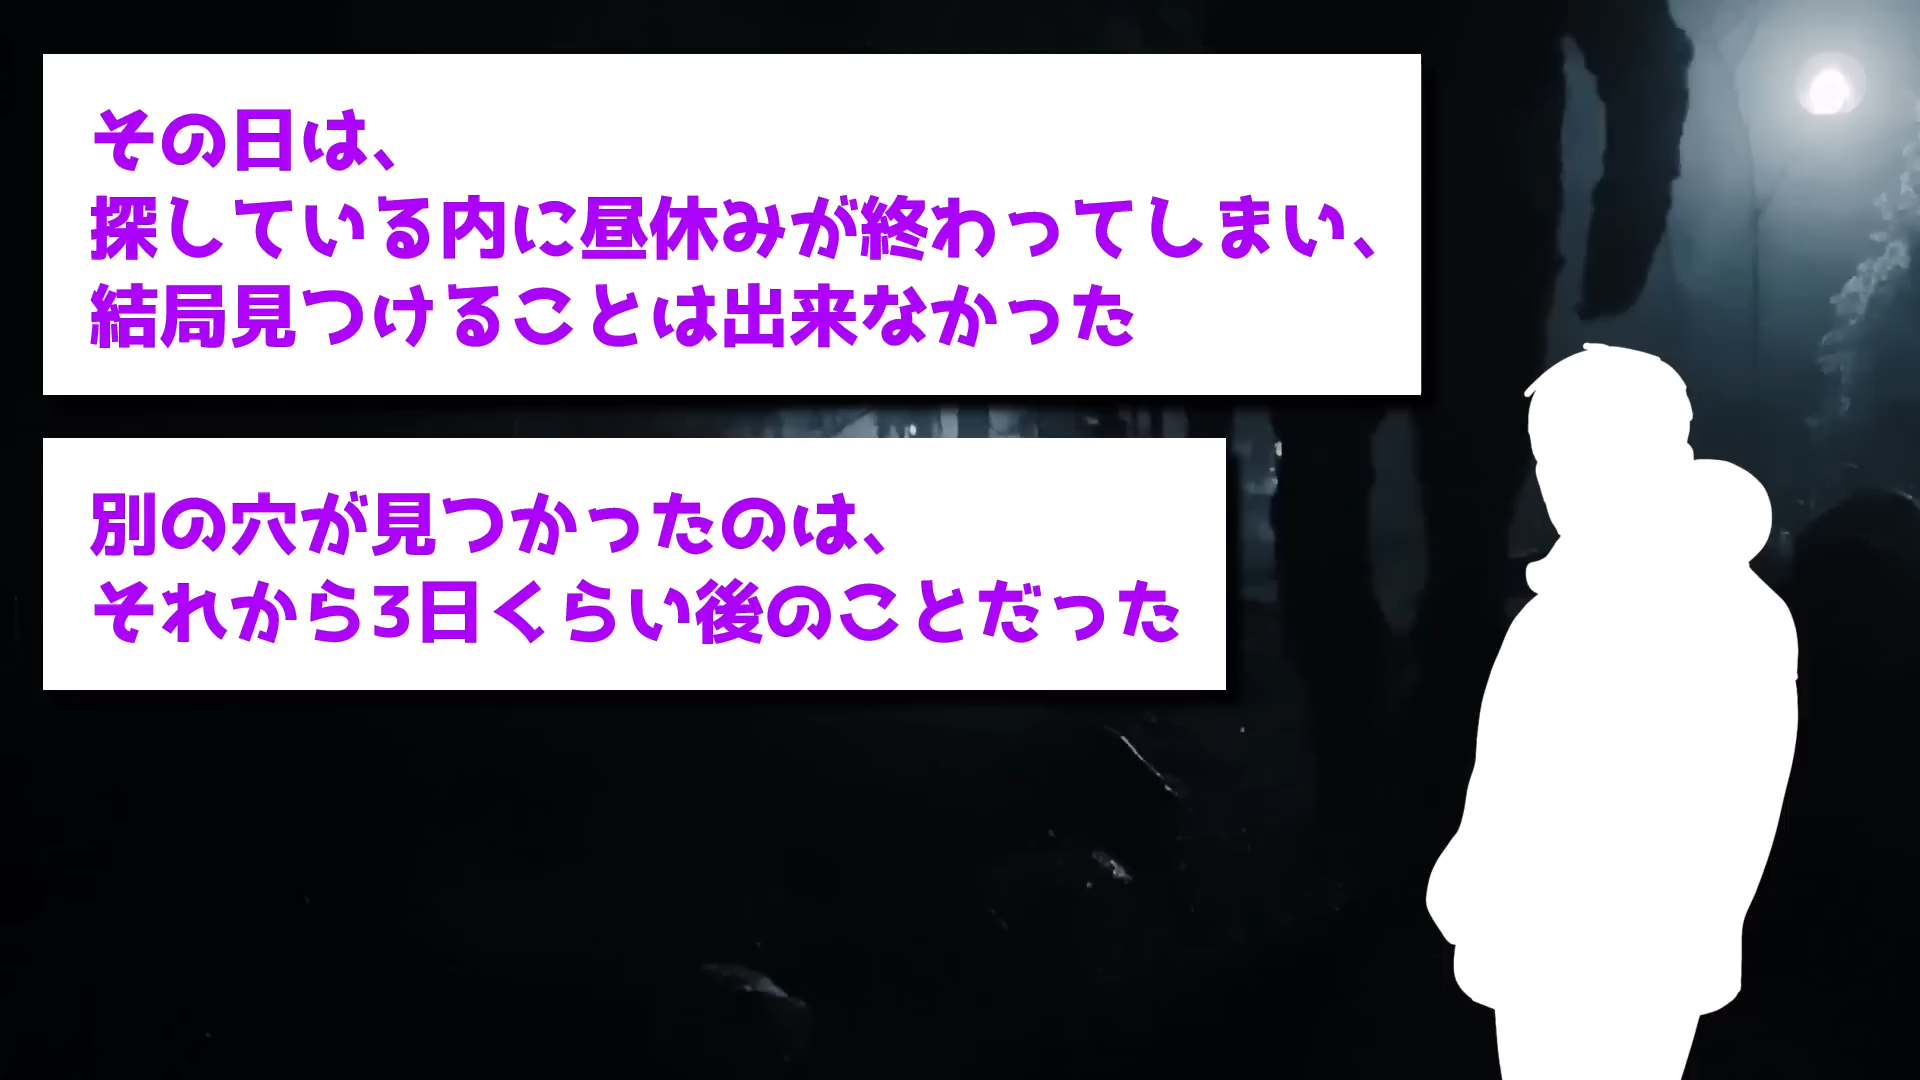 その日は、
探している内に昼休みが終わってしまい、
結局見つけることは出来なかった
別の穴が見つかったのは、
それから3日くらい後のことだった